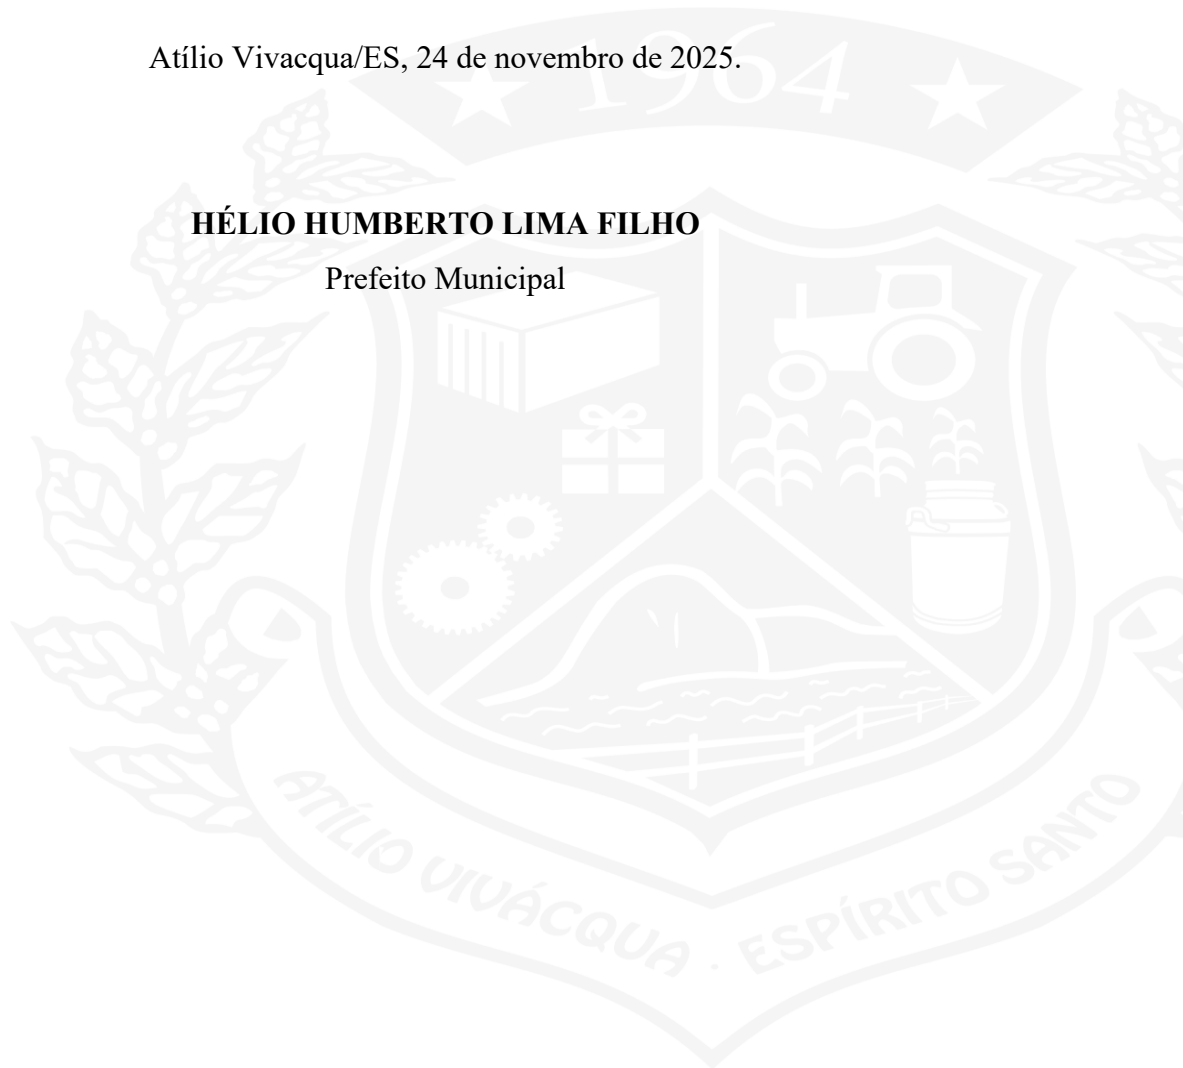 1964
Atílio Vivacqua/ES, 24 de novembro de 2025.
HÉLIO HUMBERTO LIMA FILHO
Prefeito Municipal
ATÍLIO VIVÁCQUA · ESPÍRITO SANTO